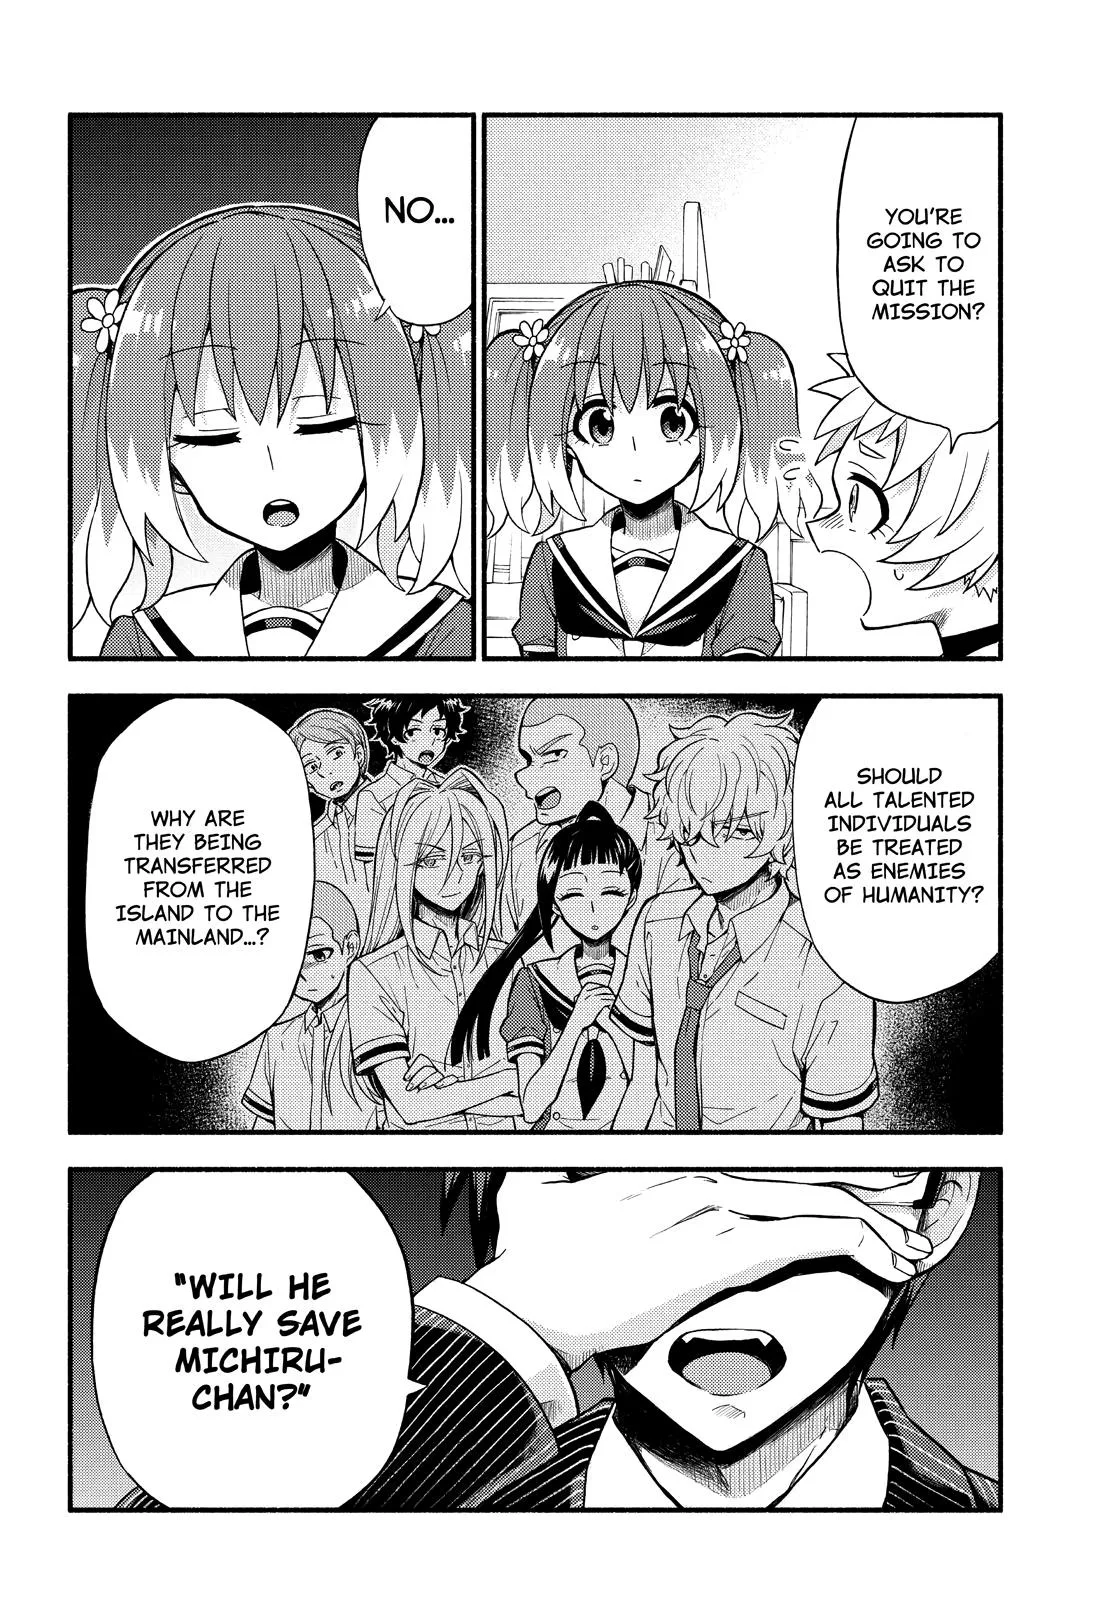 YOU'RE
GOING TO
ASK TO
QUIT THE
MISSION?
NO...
SHOULD
ALL TALENTED
INDIVIDUALS
BE TREATED
AS ENEMIES
OF HUMANITY?
WHY ARE
THEY BEING
TRANSFERRED
FROM THE
ISLAND TO THE
MAINLAND...?
"WILL HE
REALLY SAVE
MICHIRU-
CHAN?"